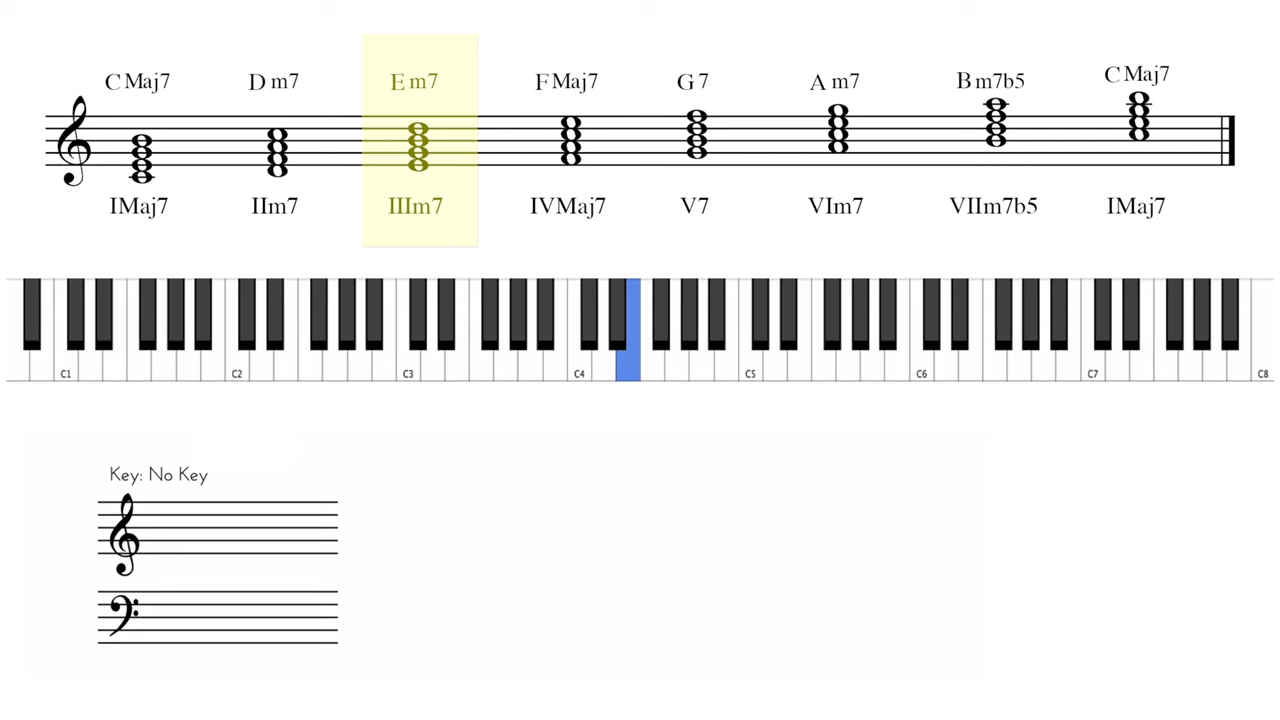 C Maj7 D m7 E m7 F Maj7 G 7 A m7 B m7b5 C Maj7
IMaj7 IIm7 IIIm7 IVMaj7 V7 VIm7 VIIm7b5 IMaj7
C1 C2 C3 C4 C5 C6 C7 C8
Key: No Key